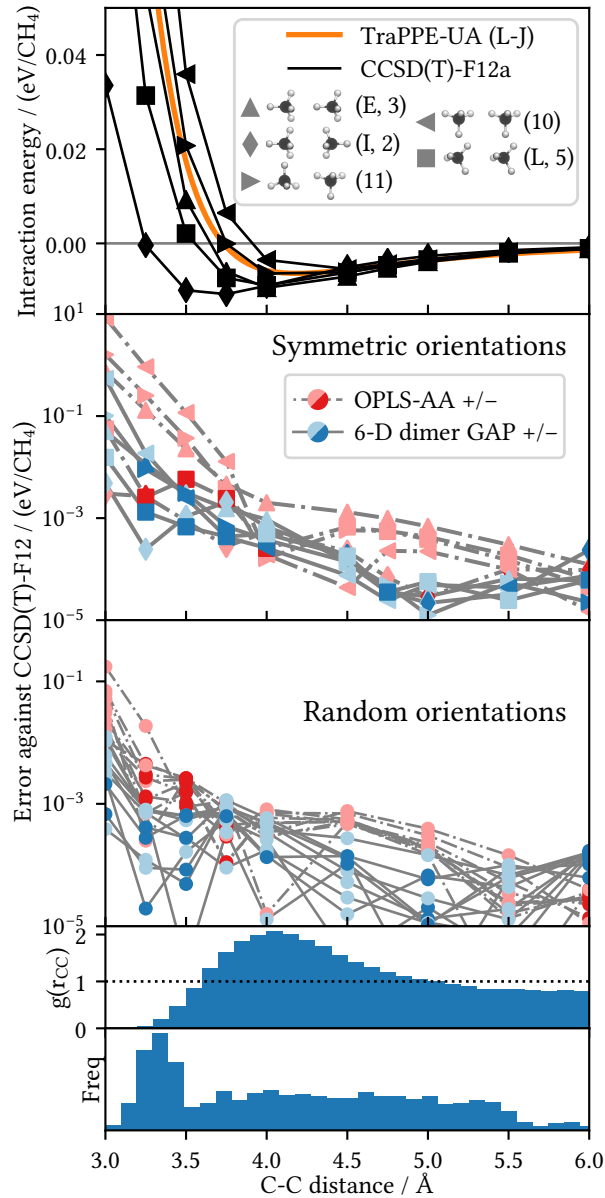 Interaction energy / (eV/CH₄)
0.04
0.02
0.00
TraPPE-UA (L-J)
CCSD(T)-F12a
(E, 3)
(10)
(I, 2)
(L, 5)
(11)
Error against CCSD(T)-F12 / (eV/CH₄)
10¹
10⁻¹
10⁻³
10⁻⁵
Symmetric orientations
OPLS-AA +/−
6-D dimer GAP +/−
10⁻¹
10⁻³
10⁻⁵
Random orientations
g(r_CC)
2
1
0
Freq
3.0 3.5 4.0 4.5 5.0 5.5 6.0
C-C distance / Å